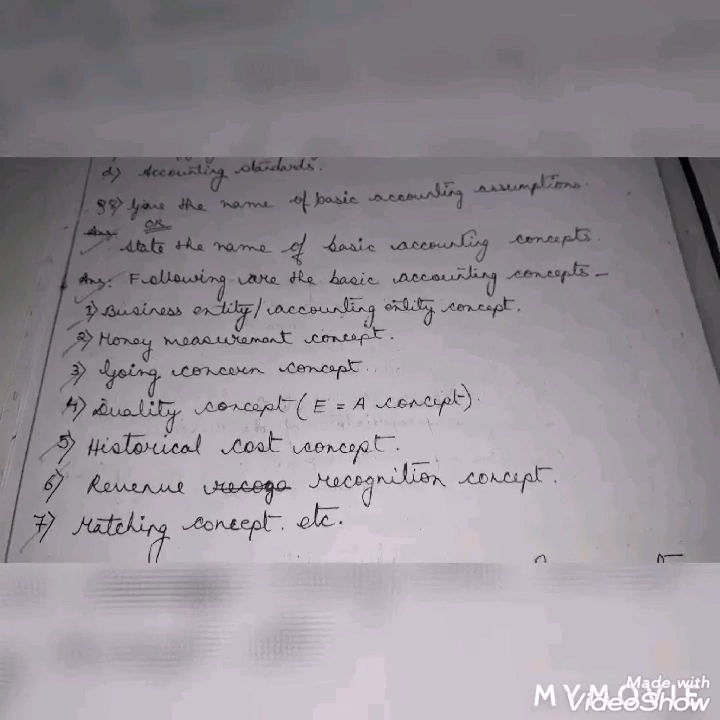 d) Accounting standards.
Q8) Give the name of basic accounting assumptions.
Ans OR
State the name of basic accounting concepts.
Ans: Following are the basic accounting concepts -
1) Business entity/accounting entity concept.
2) Money measurement concept.
3) Going concern concept.
4) Duality concept (E = A concept).
5) Historical cost concept.
6) Revenue recoga recognition concept.
7) Matching concept. etc.
Made with
MYMOVIE
VideoShow